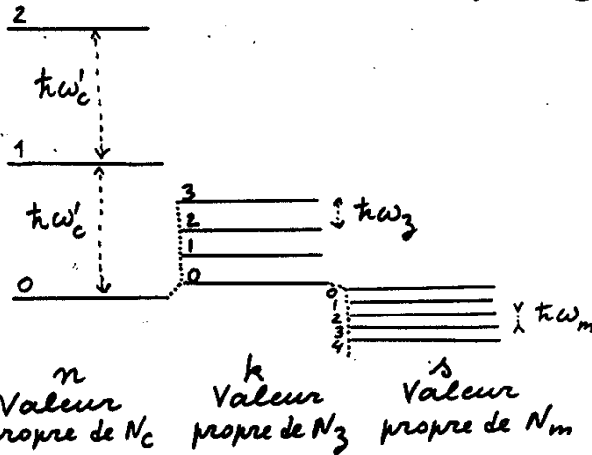 2
ħω'c
1
ħω'c
3
2
1
0
ħωz
0
0
1
2
3
4
ħωm
n k s
Valeur Valeur Valeur
propre de Nc propre de Nz propre de Nm